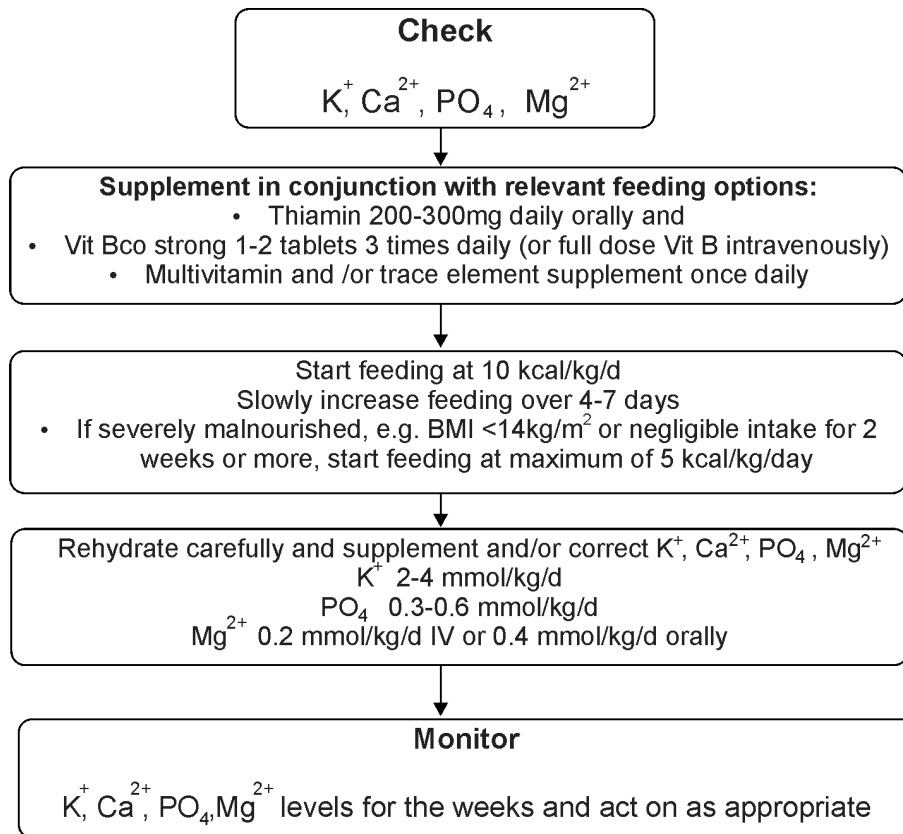 Check
K⁺, Ca²⁺, PO₄, Mg²⁺
Supplement in conjunction with relevant feeding options:
• Thiamin 200-300mg daily orally and
• Vit Bco strong 1-2 tablets 3 times daily (or full dose Vit B intravenously)
• Multivitamin and /or trace element supplement once daily
Start feeding at 10 kcal/kg/d
Slowly increase feeding over 4-7 days
• If severely malnourished, e.g. BMI <14kg/m² or negligible intake for 2
weeks or more, start feeding at maximum of 5 kcal/kg/day
Rehydrate carefully and supplement and/or correct K⁺, Ca²⁺, PO₄ , Mg²⁺
K⁺ 2-4 mmol/kg/d
PO₄ 0.3-0.6 mmol/kg/d
Mg²⁺ 0.2 mmol/kg/d IV or 0.4 mmol/kg/d orally
Monitor
K⁺, Ca²⁺, PO₄,Mg²⁺ levels for the weeks and act on as appropriate